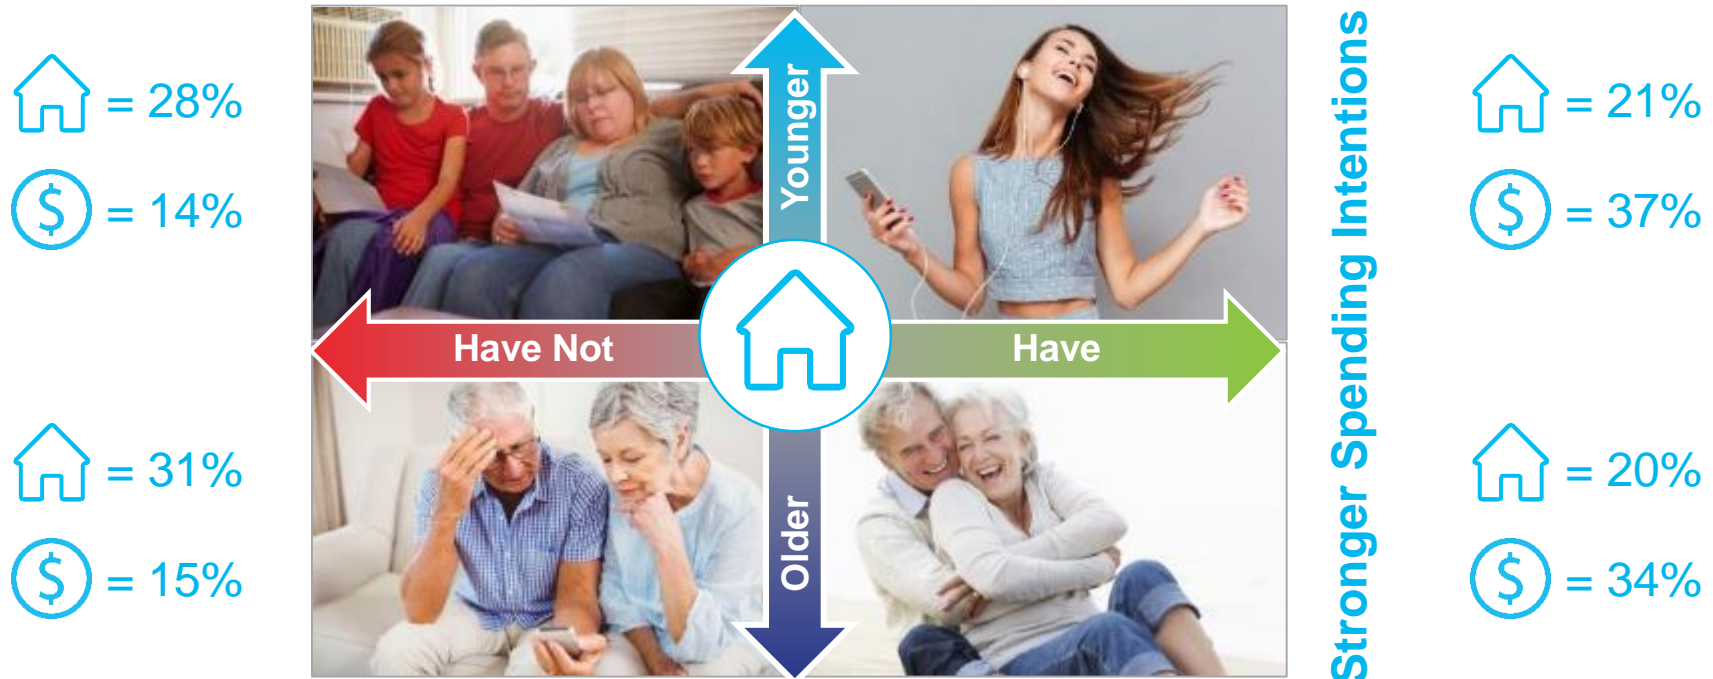 = 28%
= 14%
Younger
Stronger Spending Intentions
= 21%
= 37%
Have Not
Have
= 31%
$ = 15%
Older
= 20%
$ = 34%